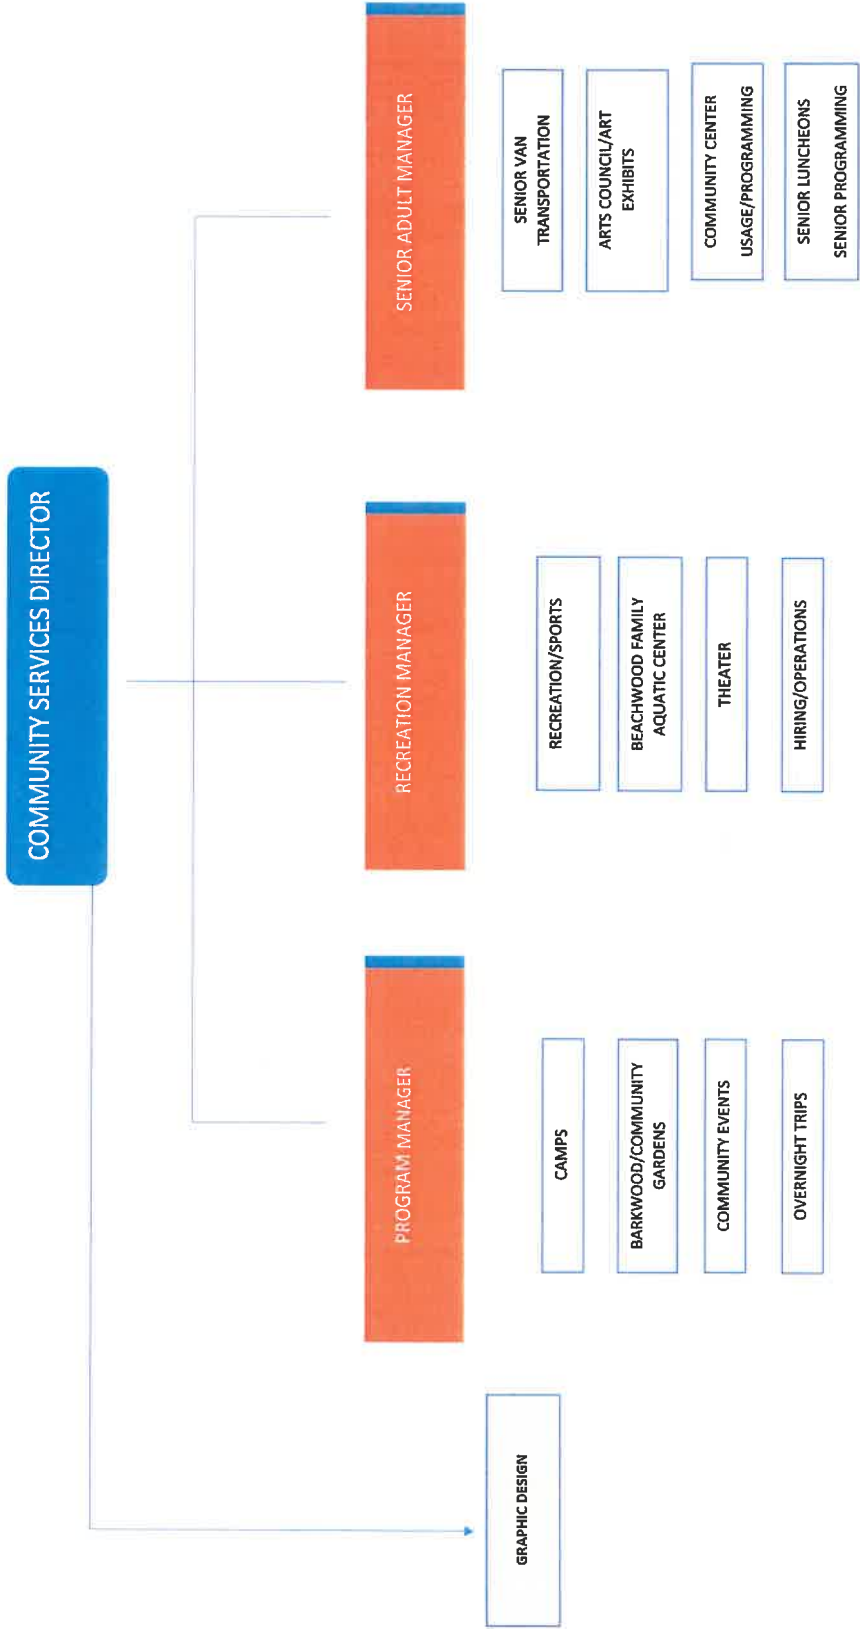 COMMUNITY SERVICES DIRECTOR
GRAPHIC DESIGN
PROGRAM MANAGER
CAMPS
BARKWOOD/COMMUNITY
GARDENS
COMMUNITY EVENTS
OVERNIGHT TRIPS
RECREATION MANAGER
RECREATION/SPORTS
BEACHWOOD FAMILY
AQUATIC CENTER
THEATER
HIRING/OPERATIONS
SENIOR ADULT MANAGER
SENIOR VAN
TRANSPORTATION
ARTS COUNCIL/ART
EXHIBITS
COMMUNITY CENTER
USAGE/PROGRAMMING
SENIOR LUNCHEONS
SENIOR PROGRAMMING